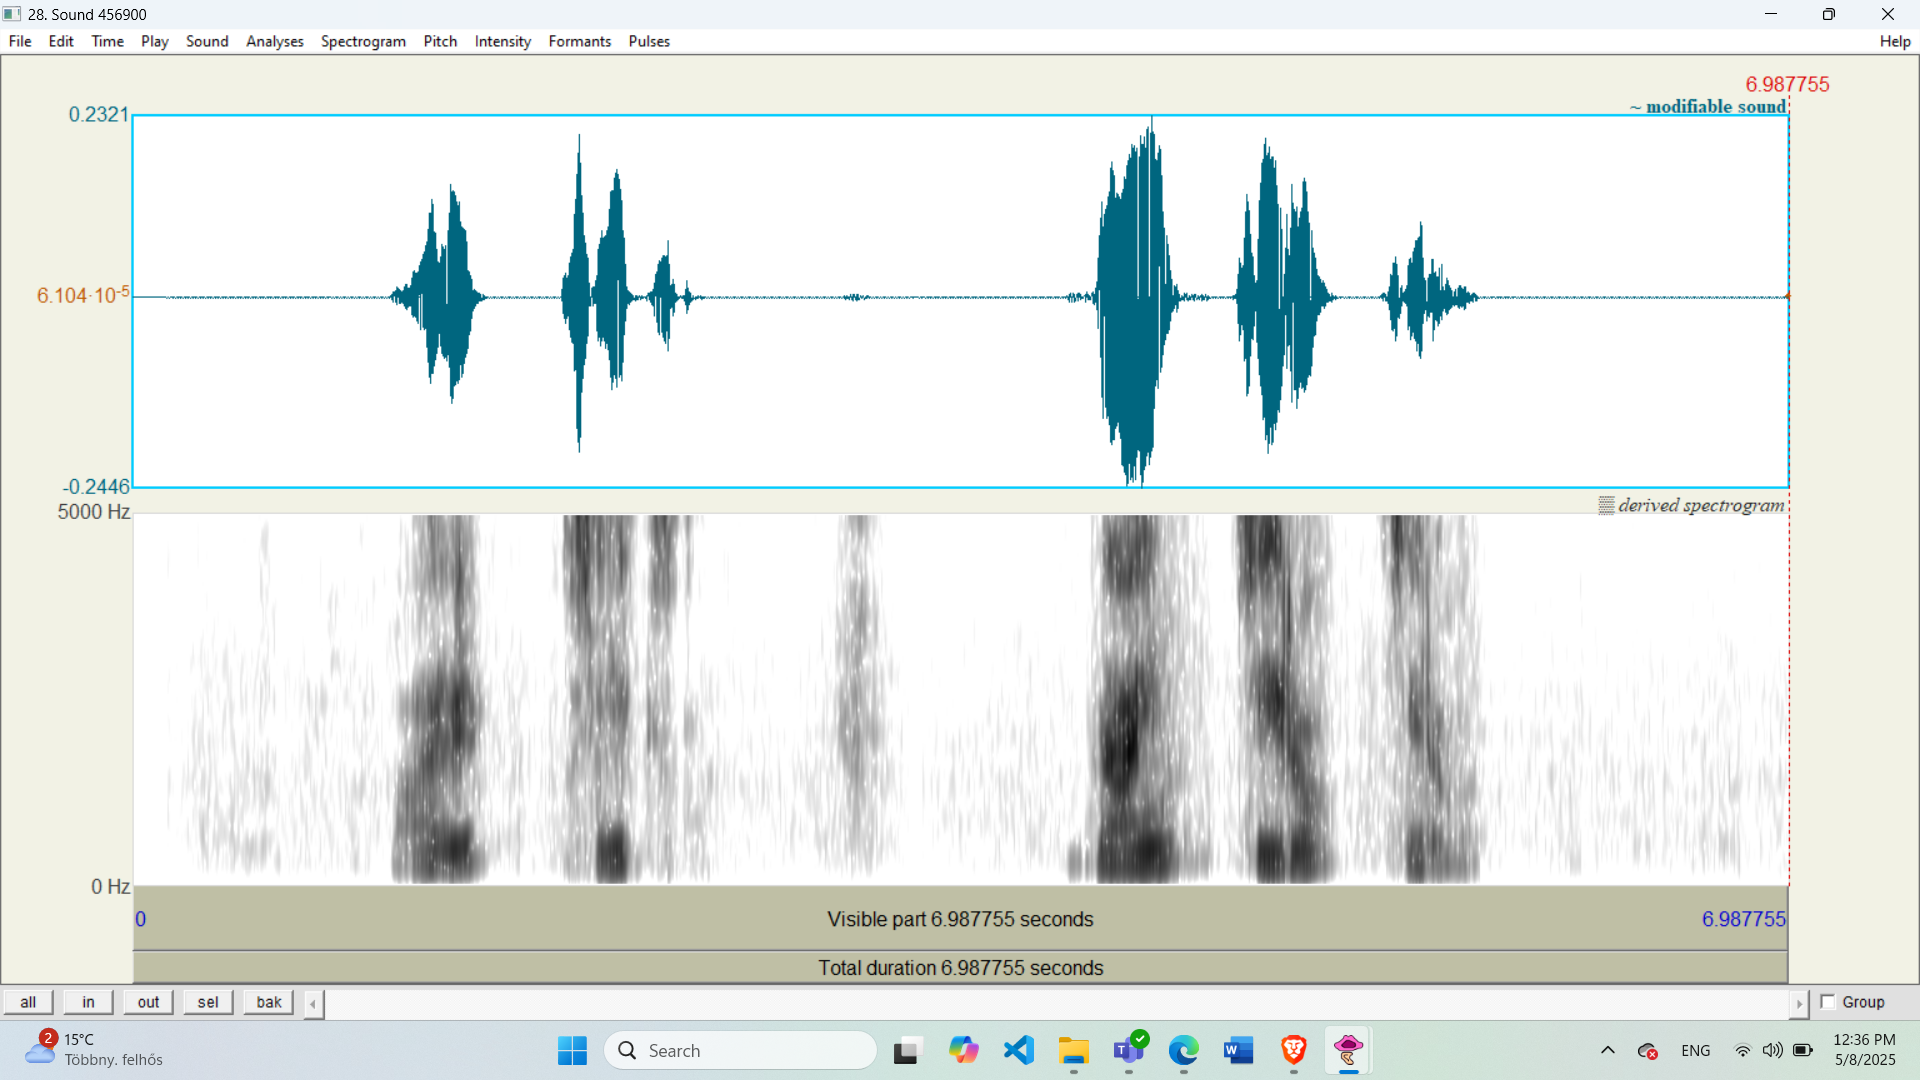 28. Sound 456900
File Edit Time Play Sound Analyses Spectrogram Pitch Intensity Formants Pulses Help
6.987755
0.2321
~ modifiable sound
6.104·10⁻⁵
-0.2446
5000 Hz
derived spectrogram
0 Hz
0 Visible part 6.987755 seconds 6.987755
Total duration 6.987755 seconds
all in out sel bak Group
2 15°C
Többny. felhős
Search
ENG
12:36 PM
5/8/2025